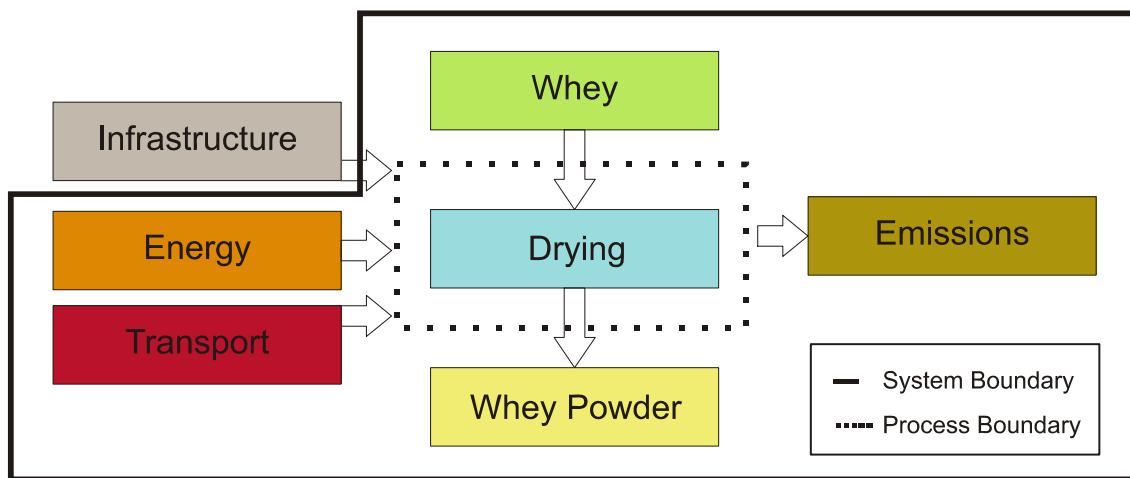 Whey
Infrastructure
Energy
Drying
Emissions
Transport
Whey Powder
System Boundary
Process Boundary